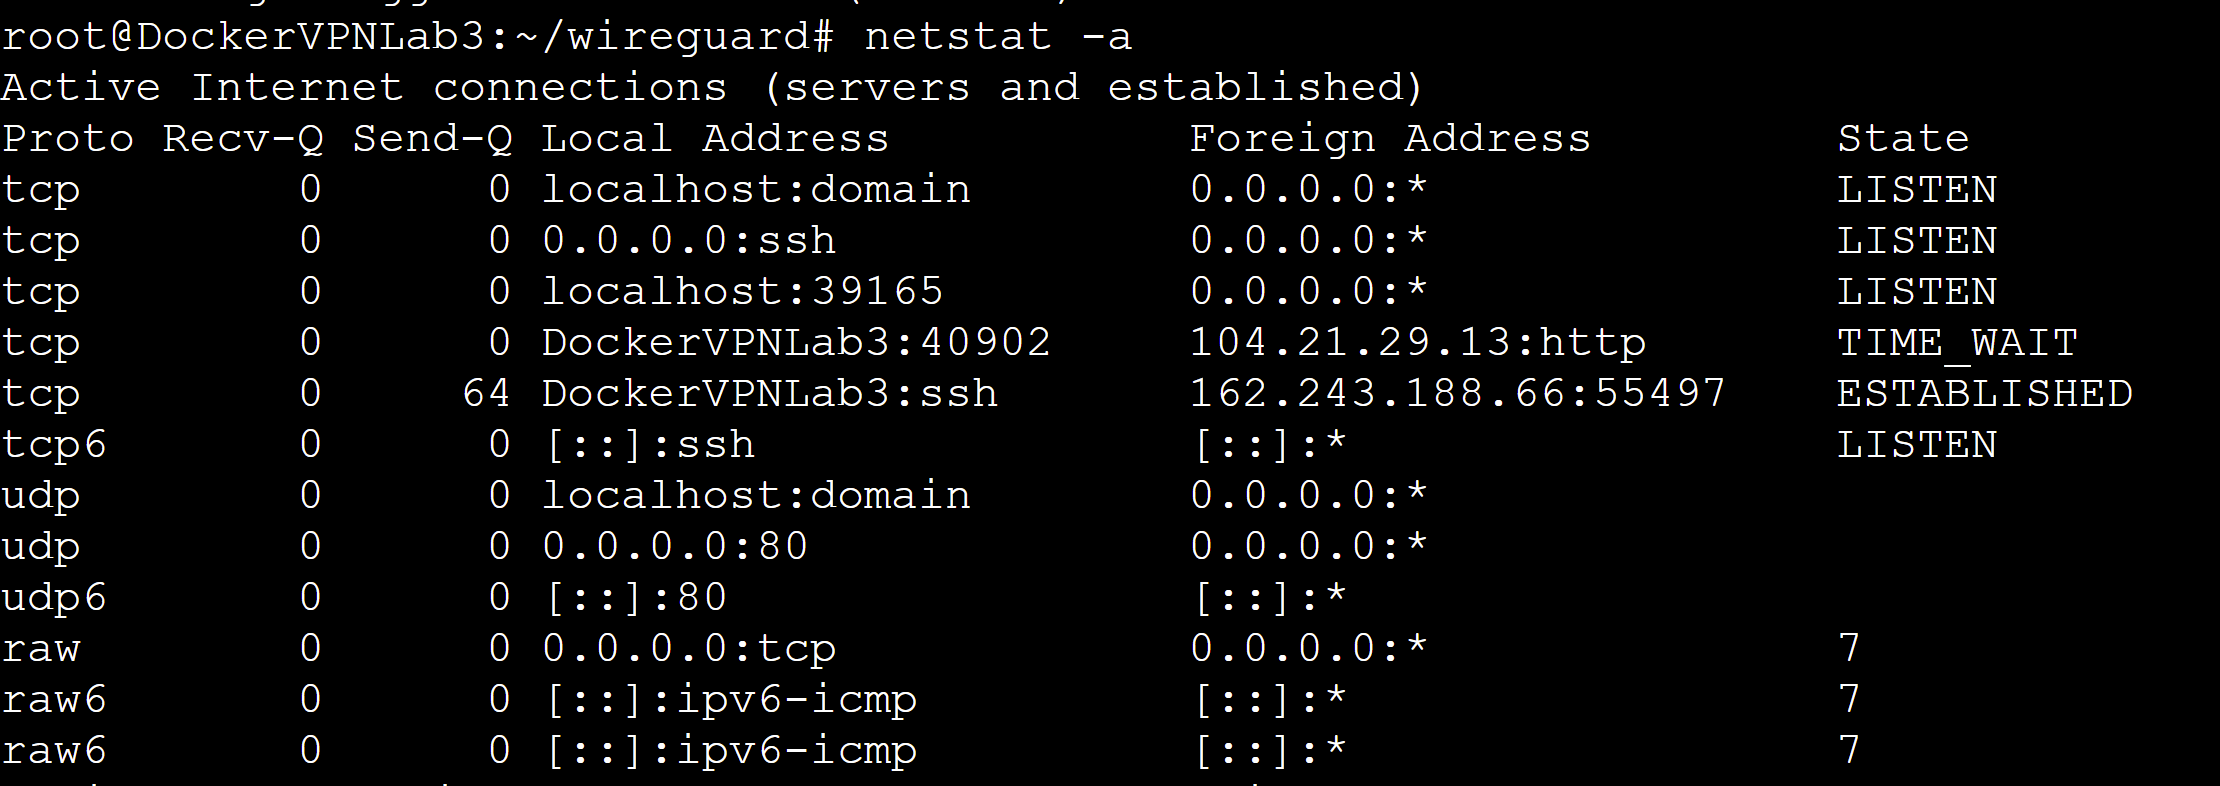 root@DockerVPNLab3:~/wireguard# netstat -a
Active Internet connections (servers and established)
Proto Recv-Q Send-Q Local Address           Foreign Address         State
tcp        0      0 localhost:domain        0.0.0.0:*               LISTEN
tcp        0      0 0.0.0.0:ssh             0.0.0.0:*               LISTEN
tcp        0      0 localhost:39165         0.0.0.0:*               LISTEN
tcp        0      0 DockerVPNLab3:40902     104.21.29.13:http       TIME_WAIT
tcp        0     64 DockerVPNLab3:ssh       162.243.188.66:55497    ESTABLISHED
tcp6       0      0 [::]:ssh                [::]:*                  LISTEN
udp        0      0 localhost:domain        0.0.0.0:*
udp        0      0 0.0.0.0:80              0.0.0.0:*
udp6       0      0 [::]:80                 [::]:*
raw        0      0 0.0.0.0:tcp             0.0.0.0:*               7
raw6       0      0 [::]:ipv6-icmp          [::]:*                  7
raw6       0      0 [::]:ipv6-icmp          [::]:*                  7